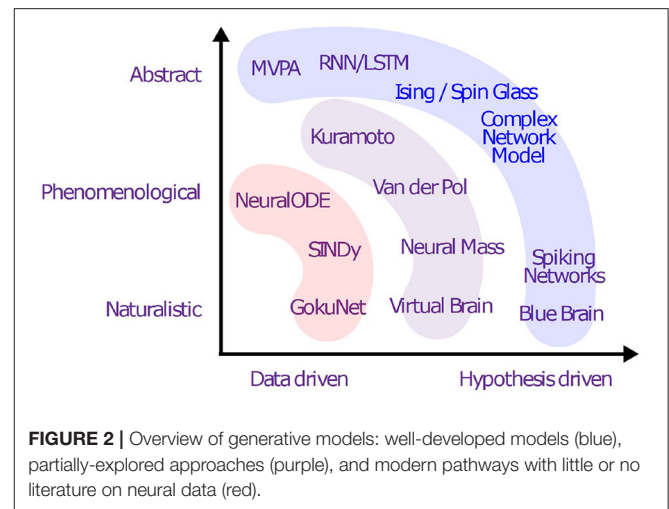 Abstract
MVPA
RNN/LSTM
Ising / Spin Glass
Complex
Network
Model
Kuramoto
Phenomenological
Van der Pol
NeuralODE
SINDy
Neural Mass
Spiking
Networks
Naturalistic
GokuNet
Virtual Brain
Blue Brain
Data driven
Hypothesis driven
FIGURE 2 | Overview of generative models: well-developed models (blue),
partially-explored approaches (purple), and modern pathways with little or no
literature on neural data (red).